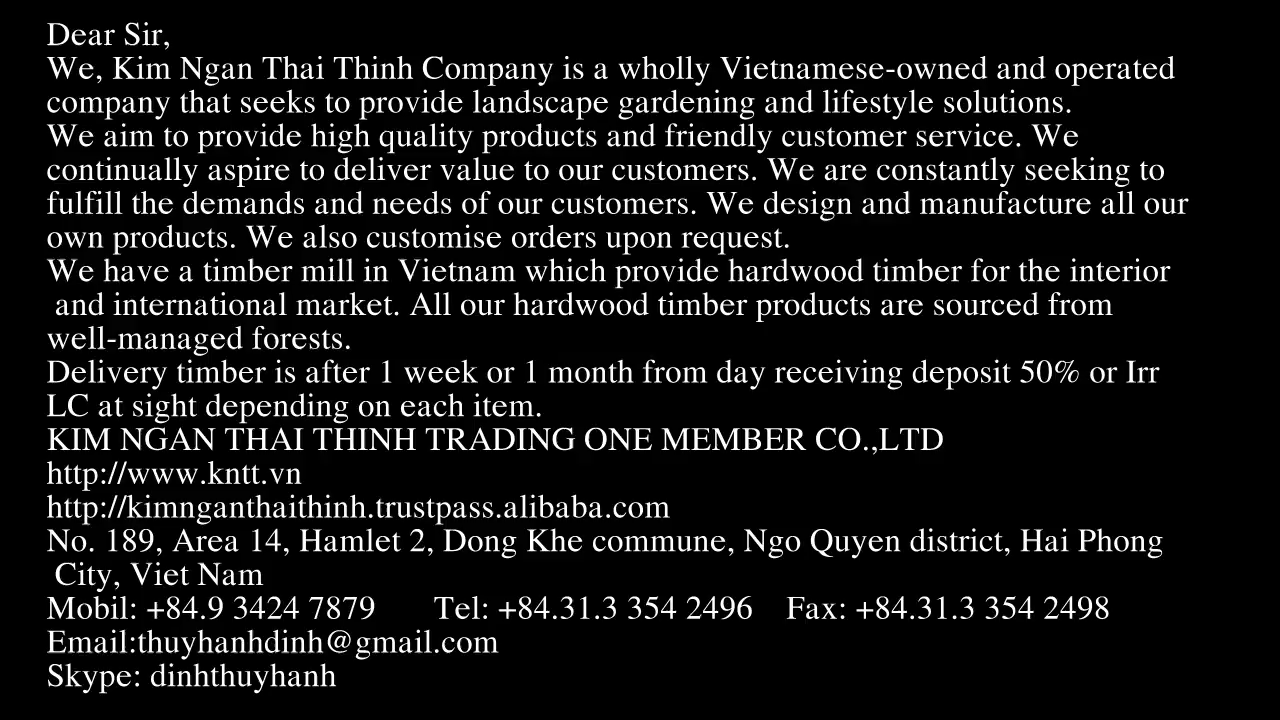 Dear Sir,
We, Kim Ngan Thai Thinh Company is a wholly Vietnamese-owned and operated
company that seeks to provide landscape gardening and lifestyle solutions.
We aim to provide high quality products and friendly customer service. We
continually aspire to deliver value to our customers. We are constantly seeking to
fulfill the demands and needs of our customers. We design and manufacture all our
own products. We also customise orders upon request.
We have a timber mill in Vietnam which provide hardwood timber for the interior
and international market. All our hardwood timber products are sourced from
well-managed forests.
Delivery timber is after 1 week or 1 month from day receiving deposit 50% or Irr
LC at sight depending on each item.
KIM NGAN THAI THINH TRADING ONE MEMBER CO.,LTD
http://www.kntt.vn
http://kimnganthaithinh.trustpass.alibaba.com
No. 189, Area 14, Hamlet 2, Dong Khe commune, Ngo Quyen district, Hai Phong
City, Viet Nam
Mobil: +84.9 3424 7879 Tel: +84.31.3 354 2496 Fax: +84.31.3 354 2498
Email:thuyhanhdinh@gmail.com
Skype: dinhthuyhanh